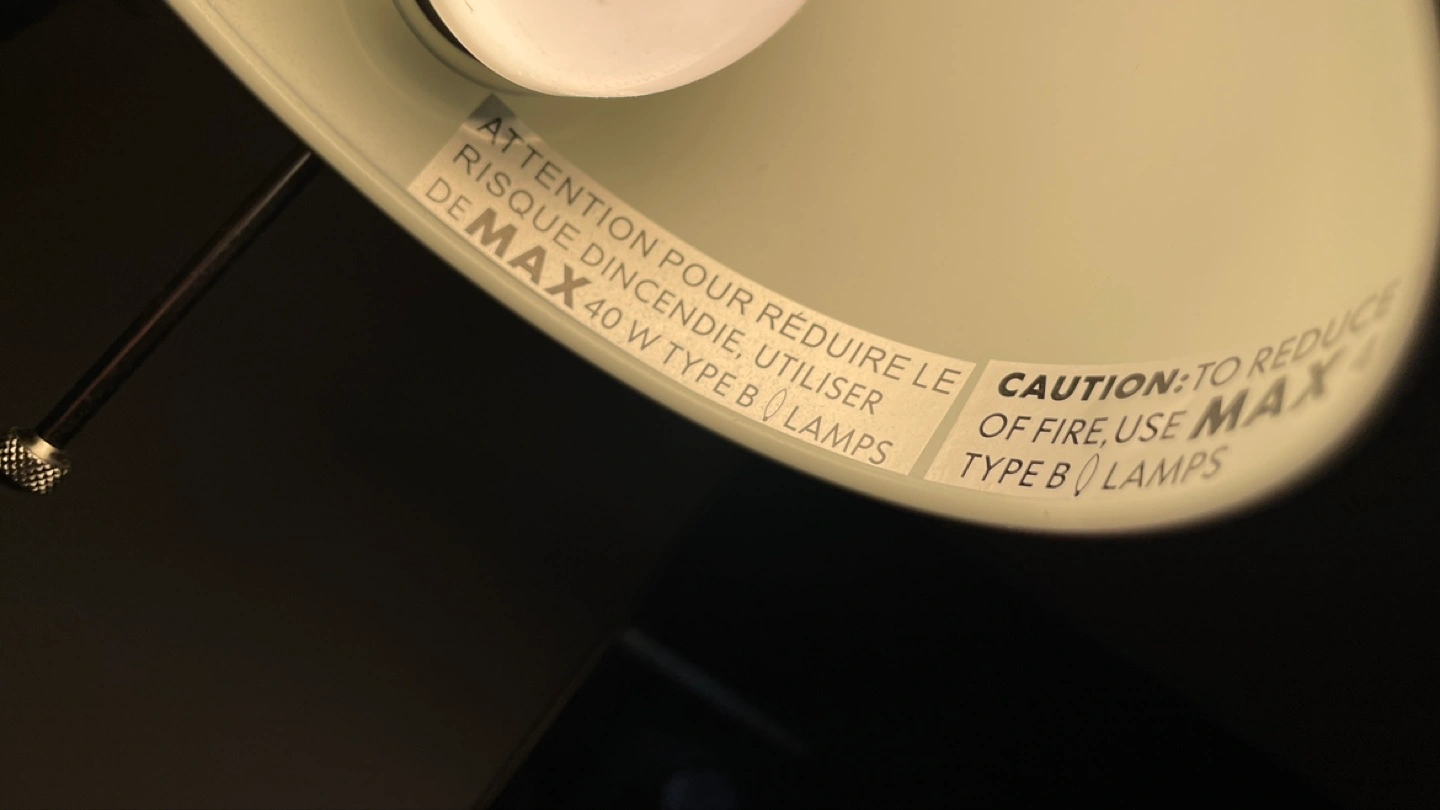 ATTENTION POUR RÉDUIRE LE
RISQUE DINCENDIE, UTILISER
DE MAX 40 W TYPE B LAMPS
CAUTION: TO REDUCE
OF FIRE, USE MAX
TYPE B LAMPS